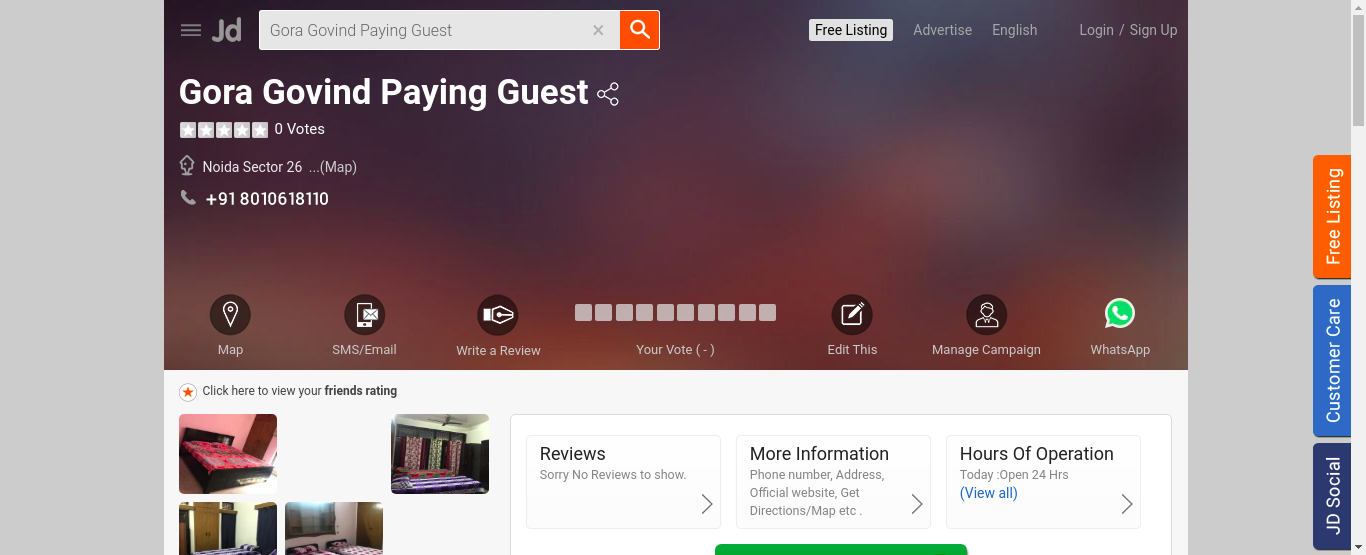 Jd
Gora Govind Paying Guest
Free Listing
Advertise
English
Login / Sign Up
Gora Govind Paying Guest
0 Votes
Noida Sector 26 ...(Map)
+91 8010618110
Map
SMS/Email
Write a Review
Your Vote ( - )
Edit This
Manage Campaign
WhatsApp
Click here to view your friends rating
Reviews
Sorry No Reviews to show.
More Information
Phone number, Address,
Official website, Get
Directions/Map etc .
Hours Of Operation
Today :Open 24 Hrs
(View all)
Free Listing
Customer Care
JD Social